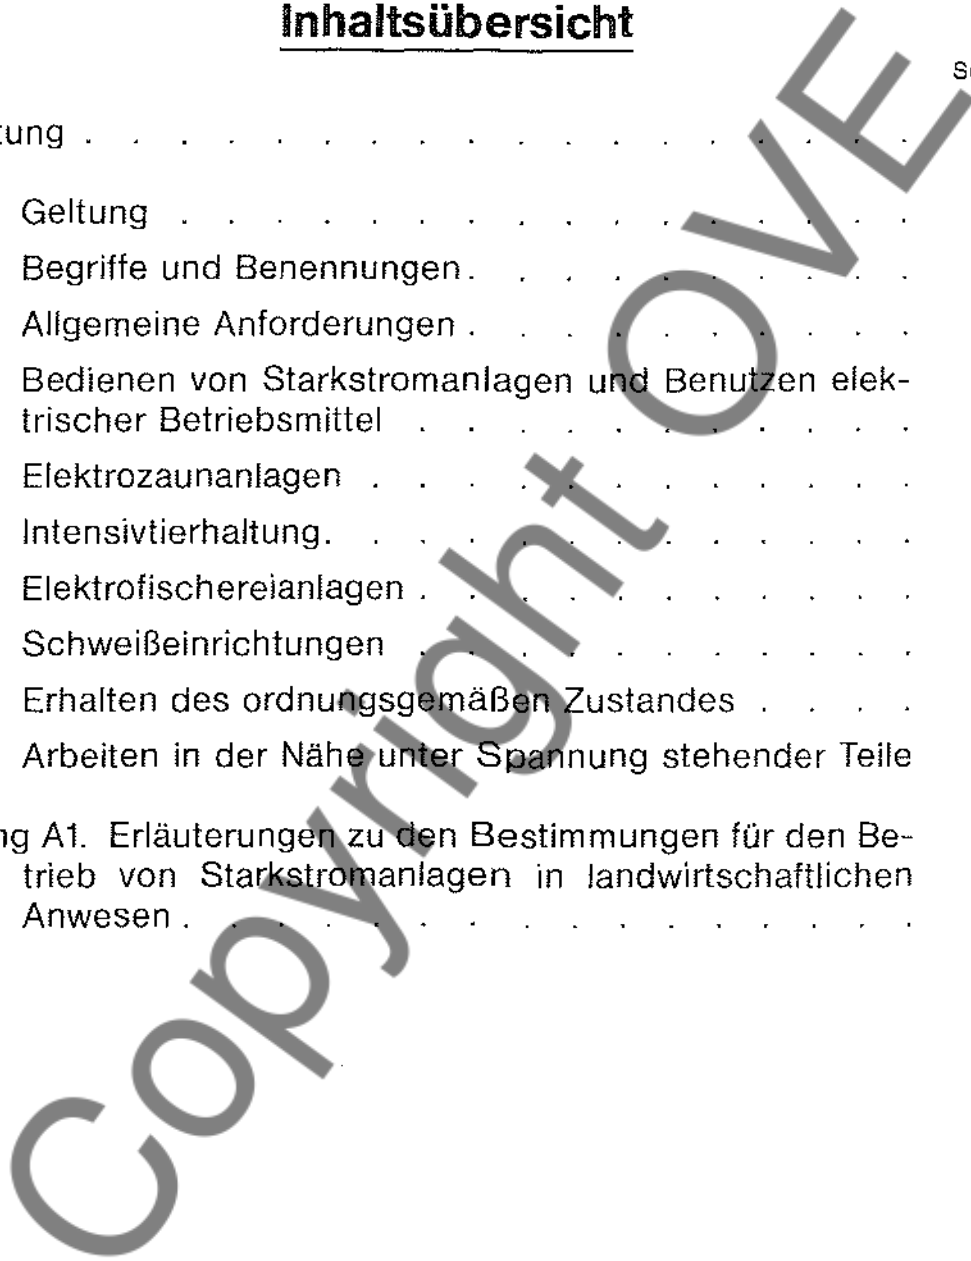 Inhaltsübersicht
tung . . . . . . . . . . . . . . . . . .
Geltung . . . . . . . . . . . . . . . .
Begriffe und Benennungen . . . . . . . . . .
Allgemeine Anforderungen . . . . . . . . . .
Bedienen von Starkstromanlagen und Benutzen elek-
trischer Betriebsmittel . . . . . . . . . . .
Elektrozaunanlagen . . . . . . . . . . . .
Intensivtierhaltung . . . . . . . . . . . . .
Elektrofischereianlagen . . . . . . . . . . .
Schweißeinrichtungen . . . . . . . . . . .
Erhalten des ordnungsgemäßen Zustandes . . . .
Arbeiten in der Nähe unter Spannung stehender Teile
ng A1. Erläuterungen zu den Bestimmungen für den Be-
trieb von Starkstromanlagen in landwirtschaftlichen
Anwesen . . . . . . . . . . . . . . . .
Copyright OVE